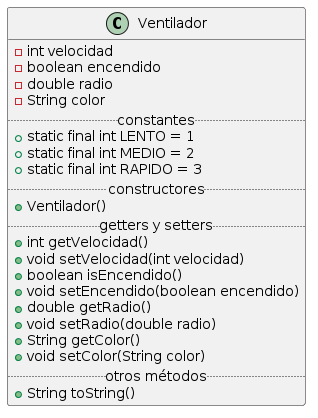 C Ventilador
int velocidad
boolean encendido
double radio
String color
constantes
static final int LENTO = 1
static final int MEDIO = 2
static final int RAPIDO = 3
constructores
Ventilador()
getters y setters
int getVelocidad()
void setVelocidad(int velocidad)
boolean isEncendido()
void setEncendido(boolean encendido)
double getRadio()
void setRadio(double radio)
String getColor()
void setColor(String color)
otros métodos
String toString()